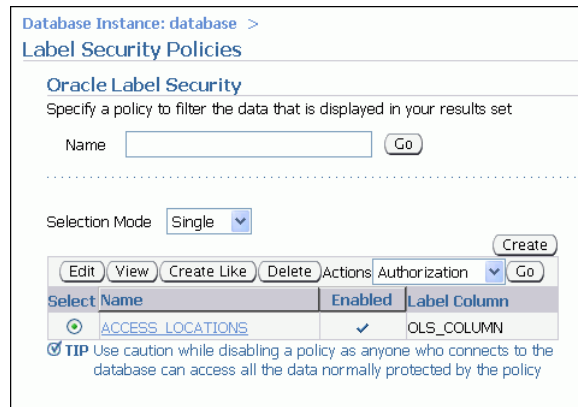 Database Instance: database >
Label Security Policies
Oracle Label Security
Specify a policy to filter the data that is displayed in your results set
Name Go
Selection Mode Single
Create
Edit View Create Like Delete Actions Authorization Go
Select Name Enabled Label Column
ACCESS_LOCATIONS OLS_COLUMN
TIP Use caution while disabling a policy as anyone who connects to the
database can access all the data normally protected by the policy